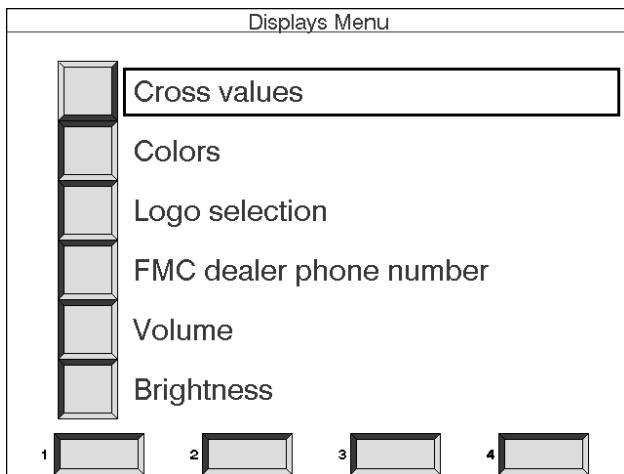 Displays Menu
Cross values
Colors
Logo selection
FMC dealer phone number
Volume
Brightness
1 2 3 4